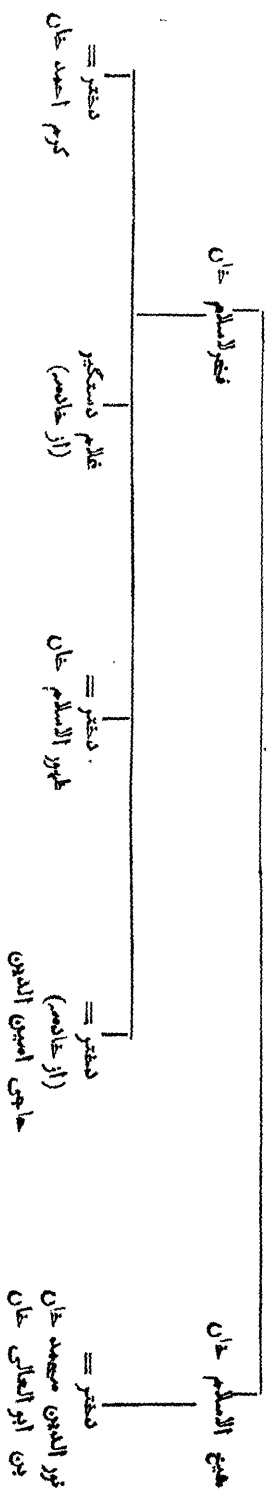 فخر الاسلام خان
شیخ الاسلام خان
دختر =
کرم احمد خان
غلام دستگیر
(از خادمہ)
دختر =
ظہور الاسلام خان
دختر =
(از خادمہ)
حاجی امین الدین
دختر =
نور الدین محمد خان
بن ابو العالی خان